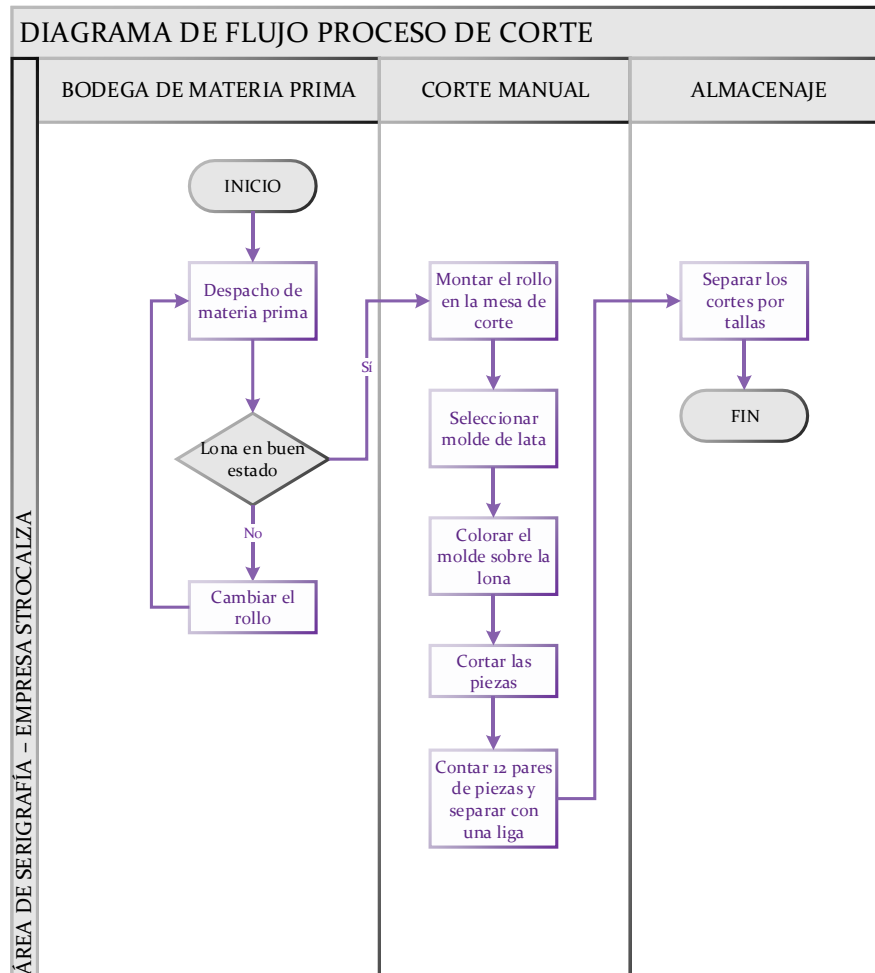 DIAGRAMA DE FLUJO PROCESO DE CORTE
ÁREA DE SERIGRAFÍA – EMPRESA STROCALZA
BODEGA DE MATERIA PRIMA
CORTE MANUAL
ALMACENAJE
INICIO
Despacho de
materia prima
Lona en buen
estado
Sí
No
Cambiar el
rollo
Montar el rollo
en la mesa de
corte
Seleccionar
molde de lata
Colorar el
molde sobre la
lona
Cortar las
piezas
Contar 12 pares
de piezas y
separar con
una liga
Separar los
cortes por
tallas
FIN